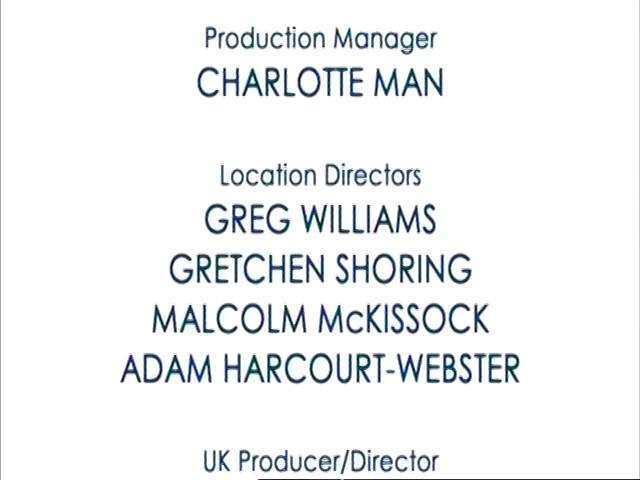 Production Manager
CHARLOTTE MAN
Location Directors
GREG WILLIAMS
GRETCHEN SHORING
MALCOLM McKISSOCK
ADAM HARCOURT-WEBSTER
UK Producer/Director